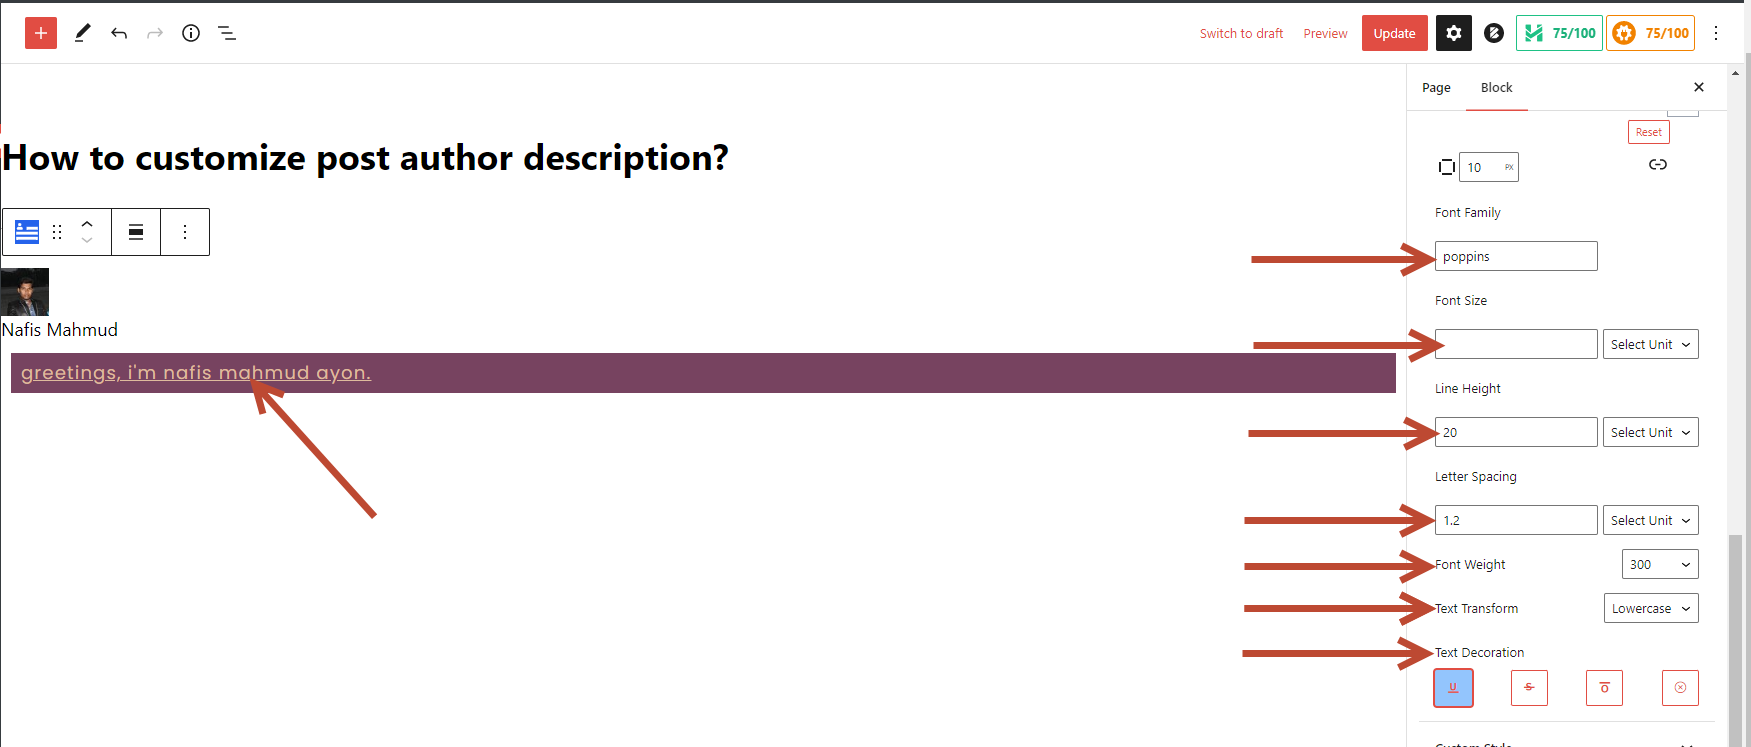 Switch to draft
Preview
Update
75/100
75/100
Page
Block
Reset
How to customize post author description?
10
PX
Font Family
poppins
Font Size
Select Unit
Nafis Mahmud
greetings, i'm nafis mahmud ayon.
Line Height
20
Select Unit
Letter Spacing
1.2
Select Unit
Font Weight
300
Text Transform
Lowercase
Text Decoration
U
S
O
Custom Style